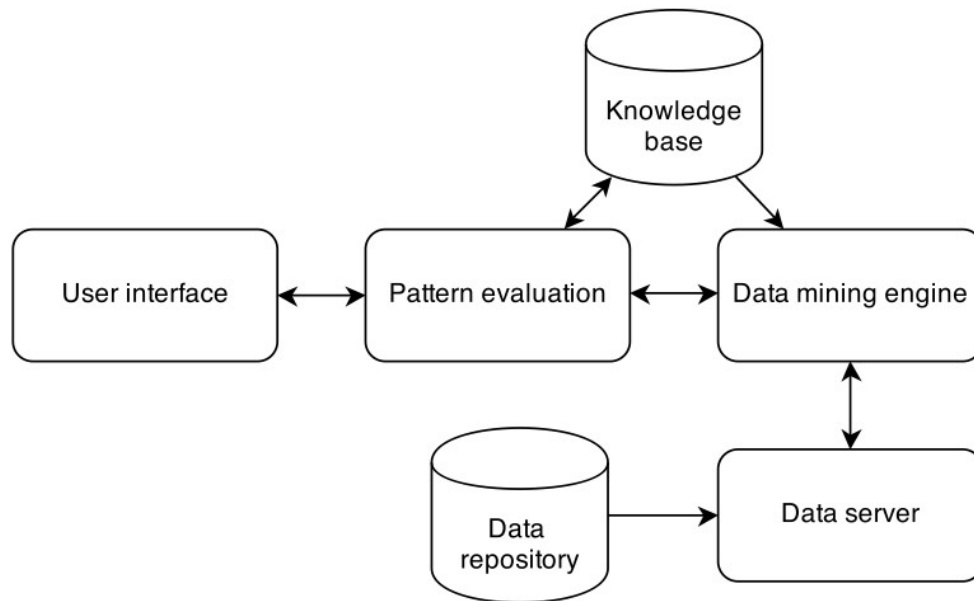 Knowledge
base
User interface
Pattern evaluation
Data mining engine
Data
repository
Data server